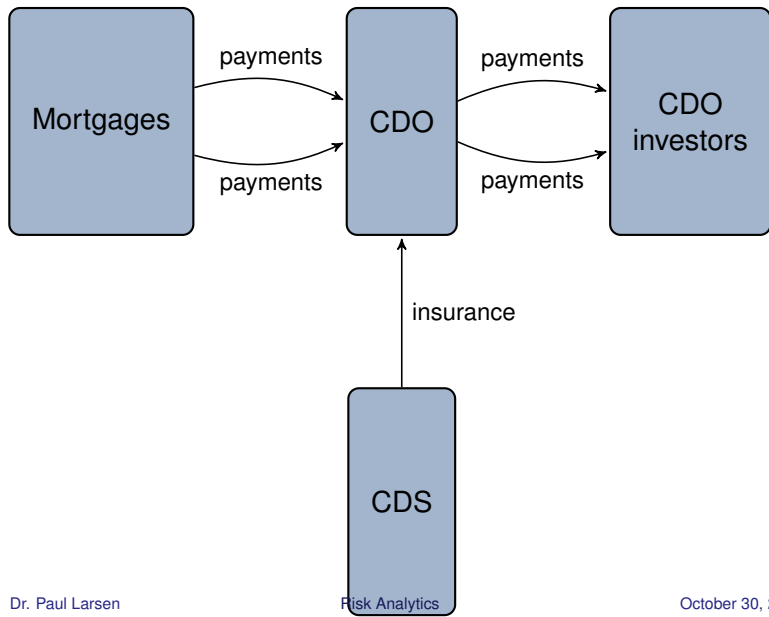 payments
payments
Mortgages
CDO
CDO
investors
payments
payments
insurance
CDS
Dr. Paul Larsen
Risk Analytics
October 30,